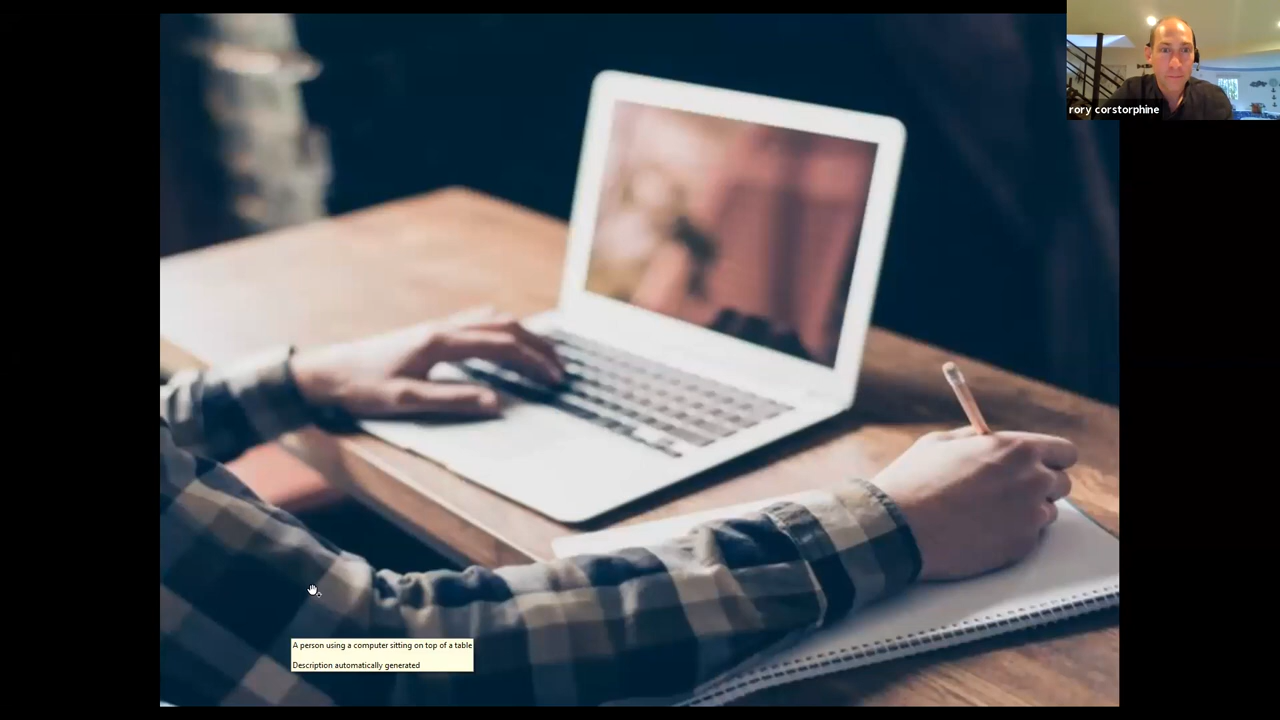 rory corstorphine
A person using a computer sitting on top of a table
Description automatically generated